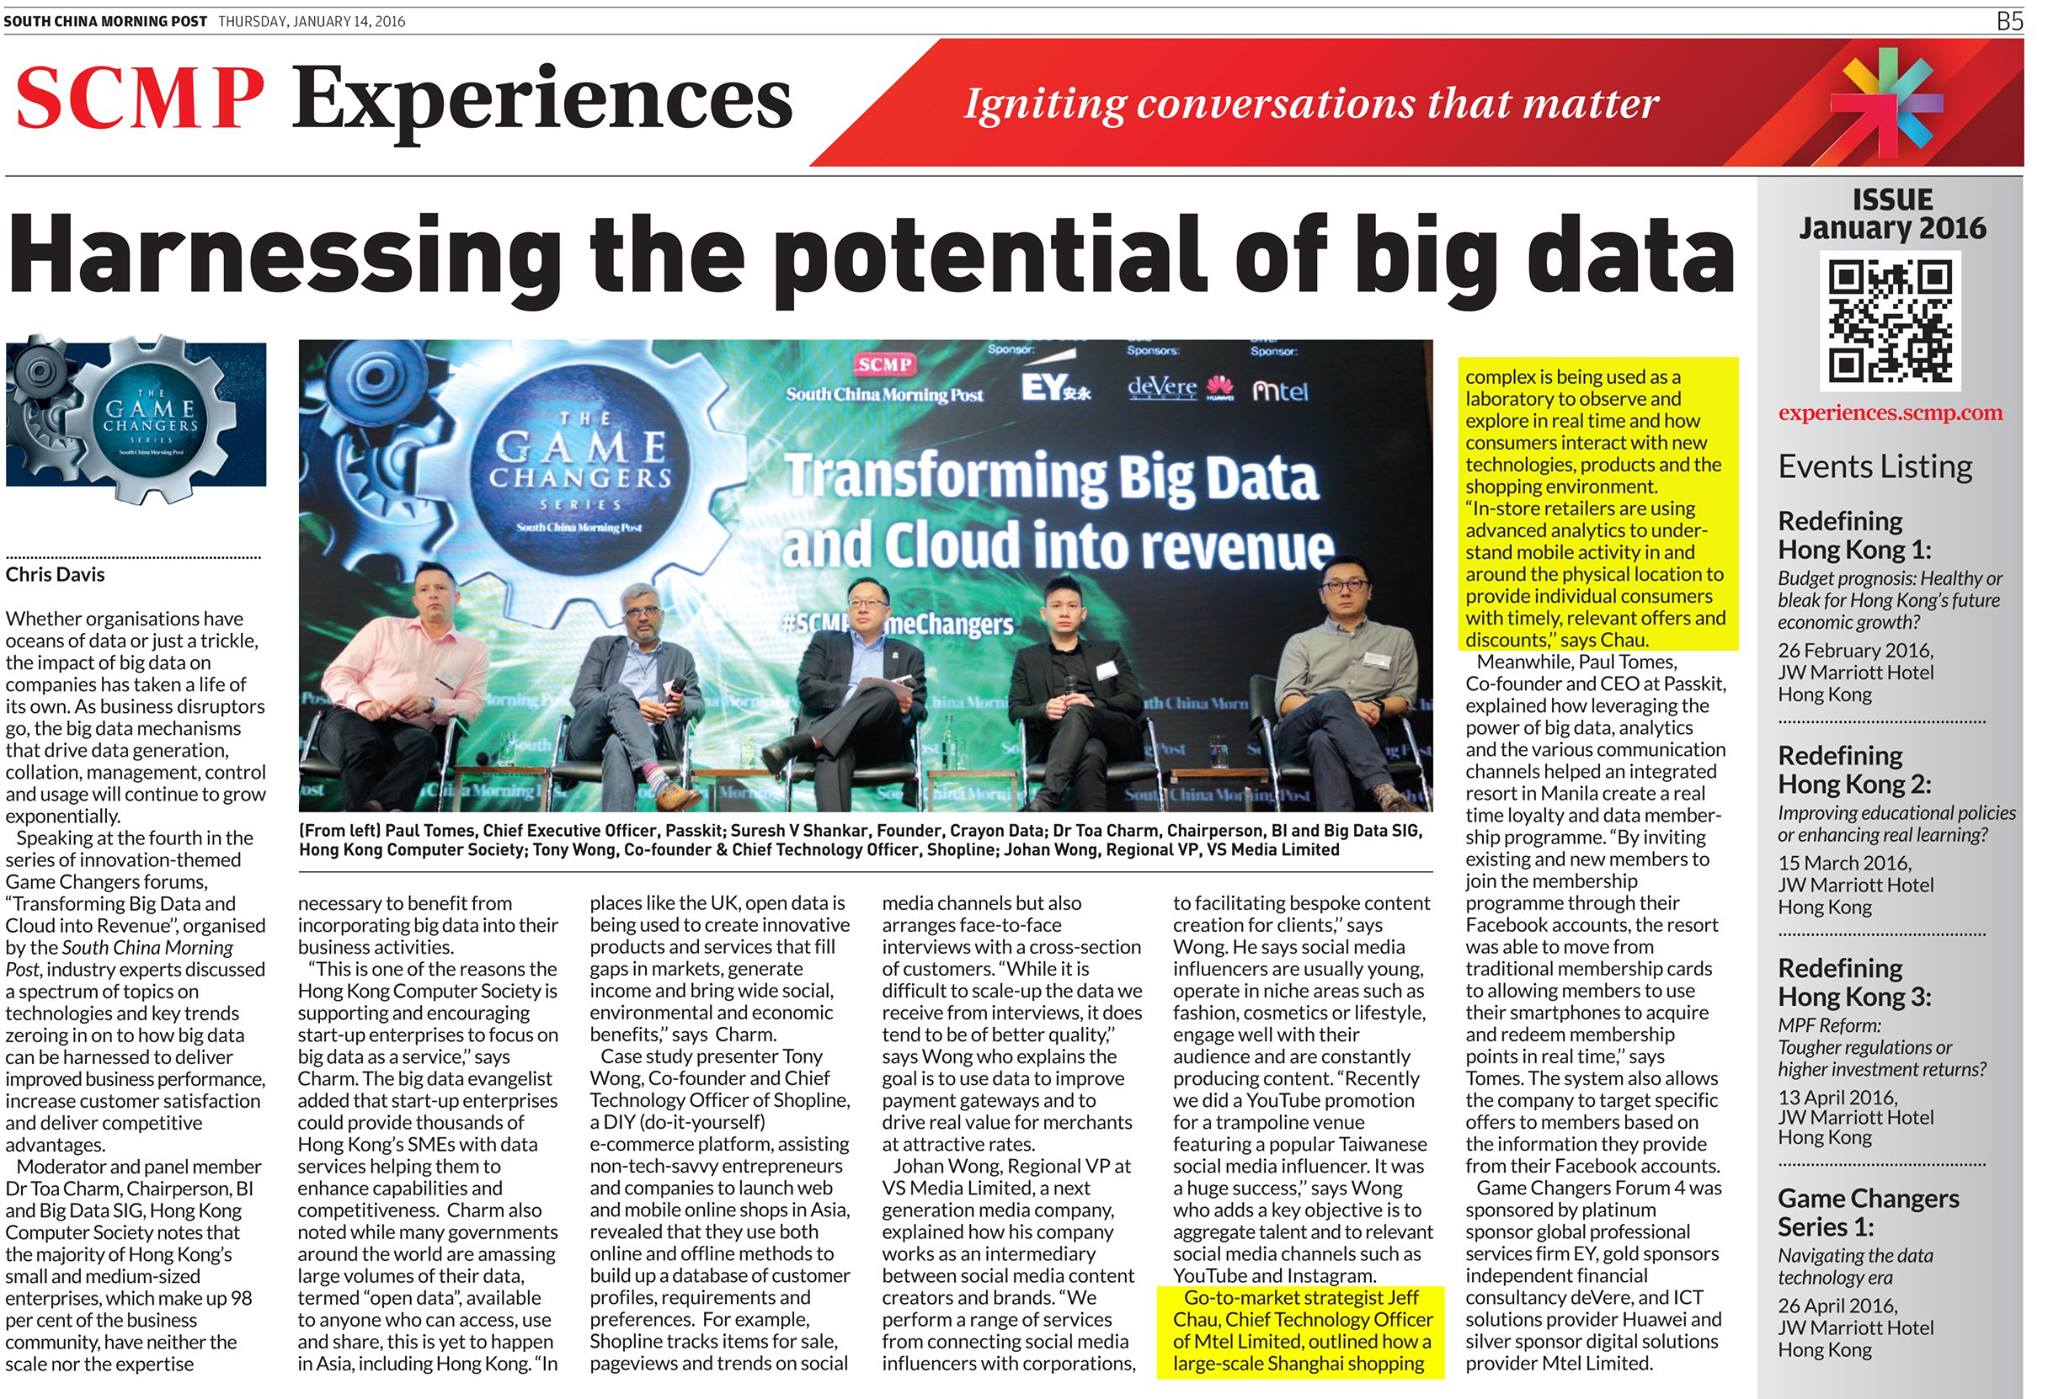 SOUTH CHINA MORNING POST THURSDAY, JANUARY 14, 2016
B5
SCMP Experiences
Igniting conversations that matter
Harnessing the potential of big data
THE
GAME
CHANGERS
SERIES
South China Morning Post
Chris Davis
Whether organisations have
oceans of data or just a trickle,
the impact of big data on
companies has taken a life of
its own. As business disruptors
go, the big data mechanisms
that drive data generation,
collation, management, control
and usage will continue to grow
exponentially.
Speaking at the fourth in the
series of innovation-themed
Game Changers forums,
“Transforming Big Data and
Cloud into Revenue”, organised
by the South China Morning
Post, industry experts discussed
a spectrum of topics on
technologies and key trends
zeroing in on to how big data
can be harnessed to deliver
improved business performance,
increase customer satisfaction
and deliver competitive
advantages.
Moderator and panel member
Dr Toa Charm, Chairperson, BI
and Big Data SIG, Hong Kong
Computer Society notes that
the majority of Hong Kong’s
small and medium-sized
enterprises, which make up 98
per cent of the business
community, have neither the
scale nor the expertise
THE
GAME
CHANGERS
SERIES
South China Morning Post
SCMP
South China Morning Post
Sponsor:
Sponsors:
Sponsor:
EY安永
deVere
HUAWEI
mtel
Transforming Big Data
and Cloud into revenue
#SCMP meChangers
(From left) Paul Tomes, Chief Executive Officer, Passkit; Suresh V Shankar, Founder, Crayon Data; Dr Toa Charm, Chairperson, BI and Big Data SIG,
Hong Kong Computer Society; Tony Wong, Co-founder & Chief Technology Officer, Shopline; Johan Wong, Regional VP, VS Media Limited
necessary to benefit from
incorporating big data into their
business activities.
“This is one of the reasons the
Hong Kong Computer Society is
supporting and encouraging
start-up enterprises to focus on
big data as a service,” says
Charm. The big data evangelist
added that start-up enterprises
could provide thousands of
Hong Kong’s SMEs with data
services helping them to
enhance capabilities and
competitiveness. Charm also
noted while many governments
around the world are amassing
large volumes of their data,
termed “open data”, available
to anyone who can access, use
and share, this is yet to happen
in Asia, including Hong Kong. “In
places like the UK, open data is
being used to create innovative
products and services that fill
gaps in markets, generate
income and bring wide social,
environmental and economic
benefits,” says Charm.
Case study presenter Tony
Wong, Co-founder and Chief
Technology Officer of Shopline,
a DIY (do-it-yourself)
e-commerce platform, assisting
non-tech-savvy entrepreneurs
and companies to launch web
and mobile online shops in Asia,
revealed that they use both
online and offline methods to
build up a database of customer
profiles, requirements and
preferences. For example,
Shopline tracks items for sale,
pageviews and trends on social
media channels but also
arranges face-to-face
interviews with a cross-section
of customers. “While it is
difficult to scale-up the data we
receive from interviews, it does
tend to be of better quality,”
says Wong who explains the
goal is to use data to improve
payment gateways and to
drive real value for merchants
at attractive rates.
Johan Wong, Regional VP at
VS Media Limited, a next
generation media company,
explained how his company
works as an intermediary
between social media content
creators and brands. “We
perform a range of services
from connecting social media
influencers with corporations,
to facilitating bespoke content
creation for clients,” says
Wong. He says social media
influencers are usually young,
operate in niche areas such as
fashion, cosmetics or lifestyle,
engage well with their
audience and are constantly
producing content. “Recently
we did a YouTube promotion
for a trampoline venue
featuring a popular Taiwanese
social media influencer. It was
a huge success,” says Wong
who adds a key objective is to
aggregate talent and to relevant
social media channels such as
YouTube and Instagram.
Go-to-market strategist Jeff
Chau, Chief Technology Officer
of Mtel Limited, outlined how a
large-scale Shanghai shopping
complex is being used as a
laboratory to observe and
explore in real time and how
consumers interact with new
technologies, products and the
shopping environment.
“In-store retailers are using
advanced analytics to under-
stand mobile activity in and
around the physical location to
provide individual consumers
with timely, relevant offers and
discounts,” says Chau.
Meanwhile, Paul Tomes,
Co-founder and CEO at Passkit,
explained how leveraging the
power of big data, analytics
and the various communication
channels helped an integrated
resort in Manila create a real
time loyalty and data member-
ship programme. “By inviting
existing and new members to
join the membership
programme through their
Facebook accounts, the resort
was able to move from
traditional membership cards
to allowing members to use
their smartphones to acquire
and redeem membership
points in real time,” says
Tomes. The system also allows
the company to target specific
offers to members based on
the information they provide
from their Facebook accounts.
Game Changers Forum 4 was
sponsored by platinum
sponsor global professional
services firm EY, gold sponsors
independent financial
consultancy deVere, and ICT
solutions provider Huawei and
silver sponsor digital solutions
provider Mtel Limited.
ISSUE
January 2016
experiences.scmp.com
Events Listing
Redefining
Hong Kong 1:
Budget prognosis: Healthy or
bleak for Hong Kong’s future
economic growth?
26 February 2016,
JW Marriott Hotel
Hong Kong
Redefining
Hong Kong 2:
Improving educational policies
or enhancing real learning?
15 March 2016,
JW Marriott Hotel
Hong Kong
Redefining
Hong Kong 3:
MPF Reform:
Tougher regulations or
higher investment returns?
13 April 2016,
JW Marriott Hotel
Hong Kong
Game Changers
Series 1:
Navigating the data
technology era
26 April 2016,
JW Marriott Hotel
Hong Kong